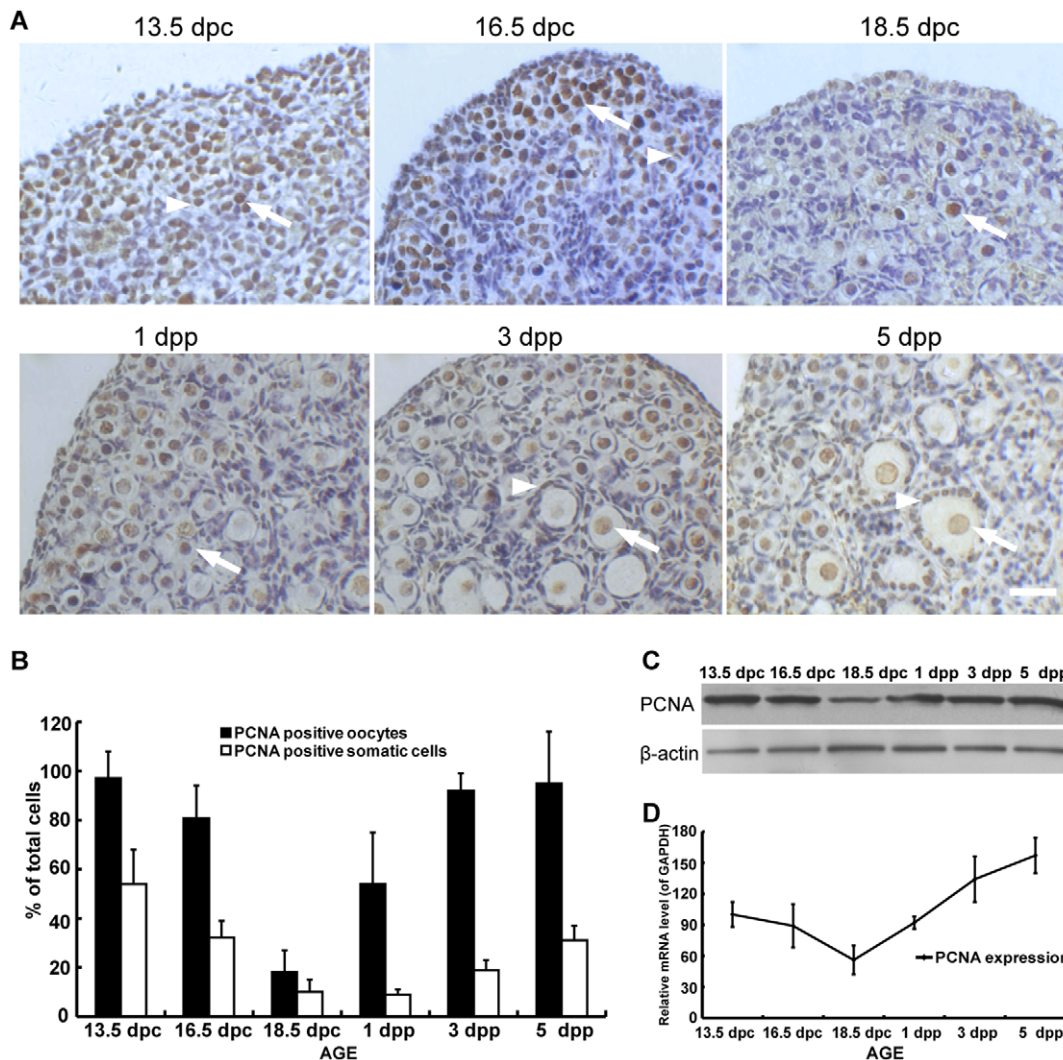 A
13.5 dpc 16.5 dpc 18.5 dpc
1 dpp 3 dpp 5 dpp
B
120
100
80
60
40
20
0
% of total cells
PCNA positive oocytes
PCNA positive somatic cells
13.5 dpc 16.5 dpc 18.5 dpc 1 dpp 3 dpp 5 dpp
AGE
C
13.5 dpc 16.5 dpc 18.5 dpc 1 dpp 3 dpp 5 dpp
PCNA
β-actin
D
180
150
120
90
60
30
0
Relative mRNA level (of GAPDH)
PCNA expression
13.5 dpc 16.5 dpc 18.5 dpc 1 dpp 3 dpp 5 dpp
AGE